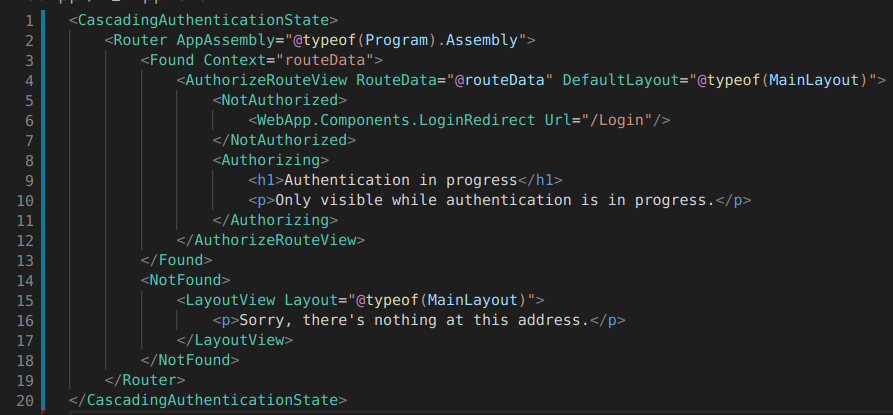 1 <CascadingAuthenticationState>
2 <Router AppAssembly="@typeof(Program).Assembly">
3 <Found Context="routeData">
4 <AuthorizeRouteView RouteData="@routeData" DefaultLayout="@typeof(MainLayout)">
5 <NotAuthorized>
6 <WebApp.Components.LoginRedirect Url="/Login"/>
7 </NotAuthorized>
8 <Authorizing>
9 <h1>Authentication in progress</h1>
10 <p>Only visible while authentication is in progress.</p>
11 </Authorizing>
12 </AuthorizeRouteView>
13 </Found>
14 <NotFound>
15 <LayoutView Layout="@typeof(MainLayout)">
16 <p>Sorry, there's nothing at this address.</p>
17 </LayoutView>
18 </NotFound>
19 </Router>
20 </CascadingAuthenticationState>